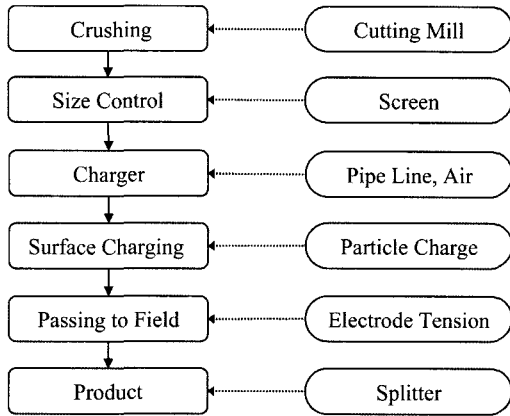 Crushing
Cutting Mill
Size Control
Screen
Charger
Pipe Line, Air
Surface Charging
Particle Charge
Passing to Field
Electrode Tension
Product
Splitter